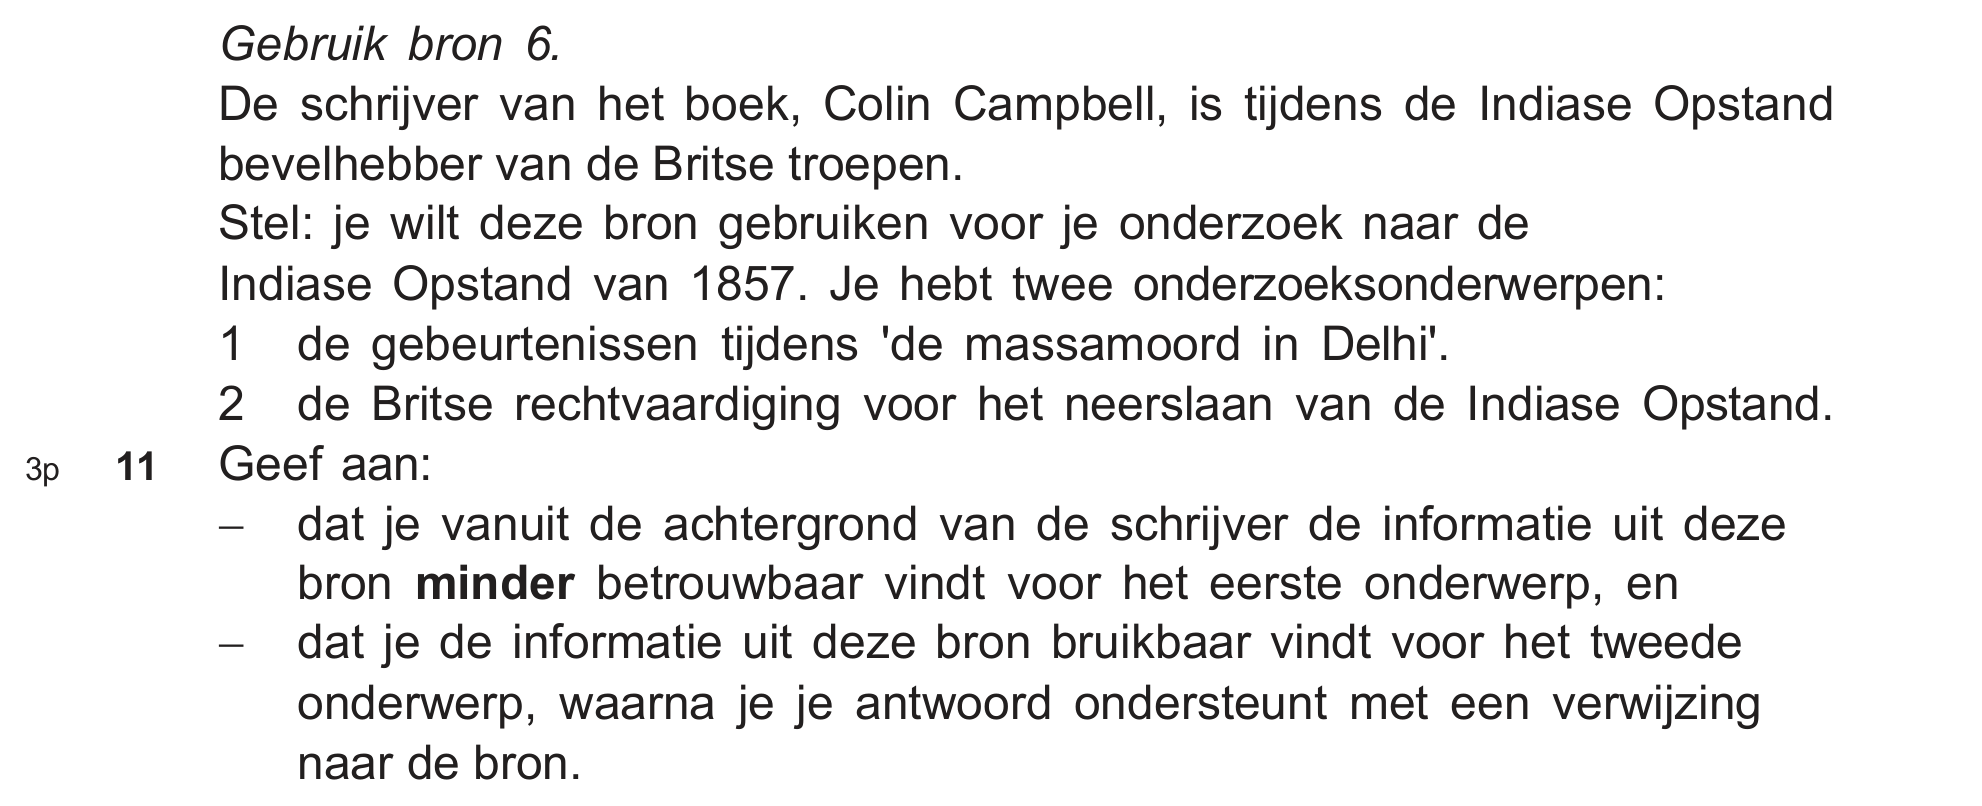 Gebruik bron 6.
De schrijver van het boek, Colin Campbell, is tijdens de Indiase Opstand
bevelhebber van de Britse troepen.
Stel: je wilt deze bron gebruiken voor je onderzoek naar de
Indiase Opstand van 1857. Je hebt twee onderzoeksonderwerpen:
1 de gebeurtenissen tijdens 'de massamoord in Delhi'.
2 de Britse rechtvaardiging voor het neerslaan van de Indiase Opstand.
3p 11 Geef aan:
– dat je vanuit de achtergrond van de schrijver de informatie uit deze
bron minder betrouwbaar vindt voor het eerste onderwerp, en
– dat je de informatie uit deze bron bruikbaar vindt voor het tweede
onderwerp, waarna je je antwoord ondersteunt met een verwijzing
naar de bron.